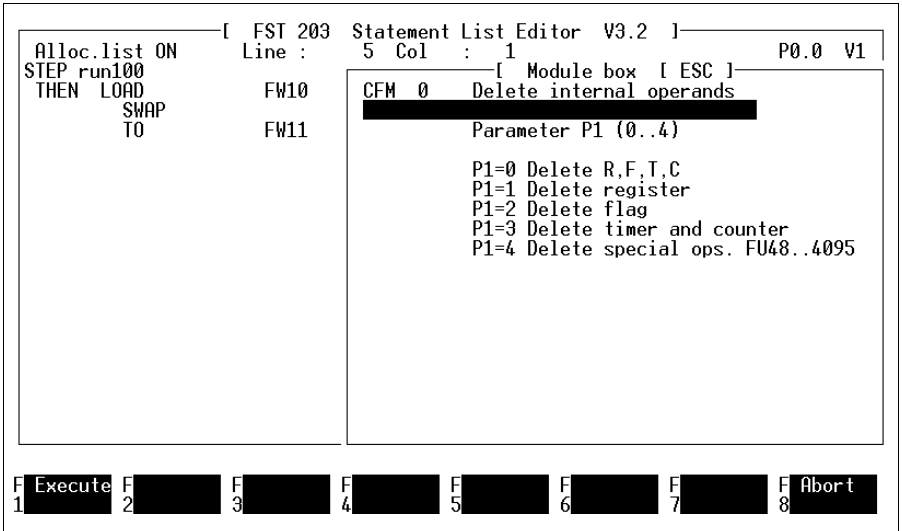 [ FST 203 Statement List Editor V3.2 ]
Alloc.list ON Line : 5 Col : 1 P0.0 V1
STEP run100 [ Module box [ ESC ]
THEN LOAD FW10 CFM 0 Delete internal operands
SWAP
TO FW11 Parameter P1 (0..4)
P1=0 Delete R,F,T,C
P1=1 Delete register
P1=2 Delete flag
P1=3 Delete timer and counter
P1=4 Delete special ops. FU48..4095
F1 Execute F2 F3 F4 F5 F6 F7 F8 Abort